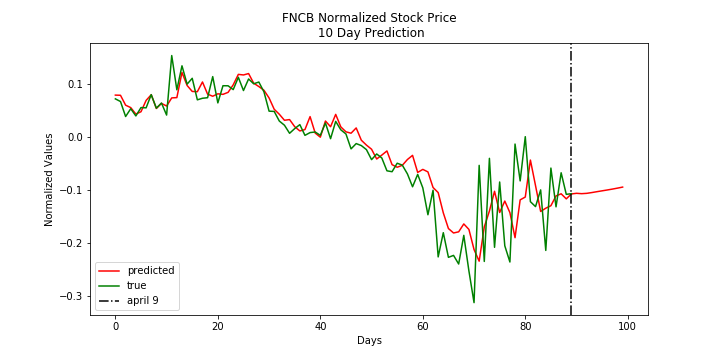 FNCB Normalized Stock Price
10 Day Prediction
Normalized Values
0.1
0.0
−0.1
−0.2
−0.3
predicted
true
april 9
0
20
40
60
80
100
Days